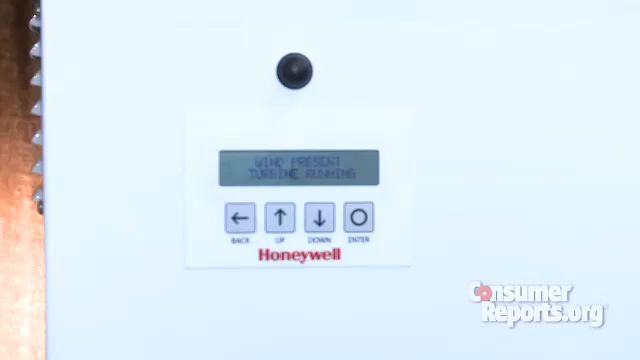 WIND PRESENT
TURBINE RUNNING
BACK UP DOWN ENTER
Honeywell
Consumer
Reports.org